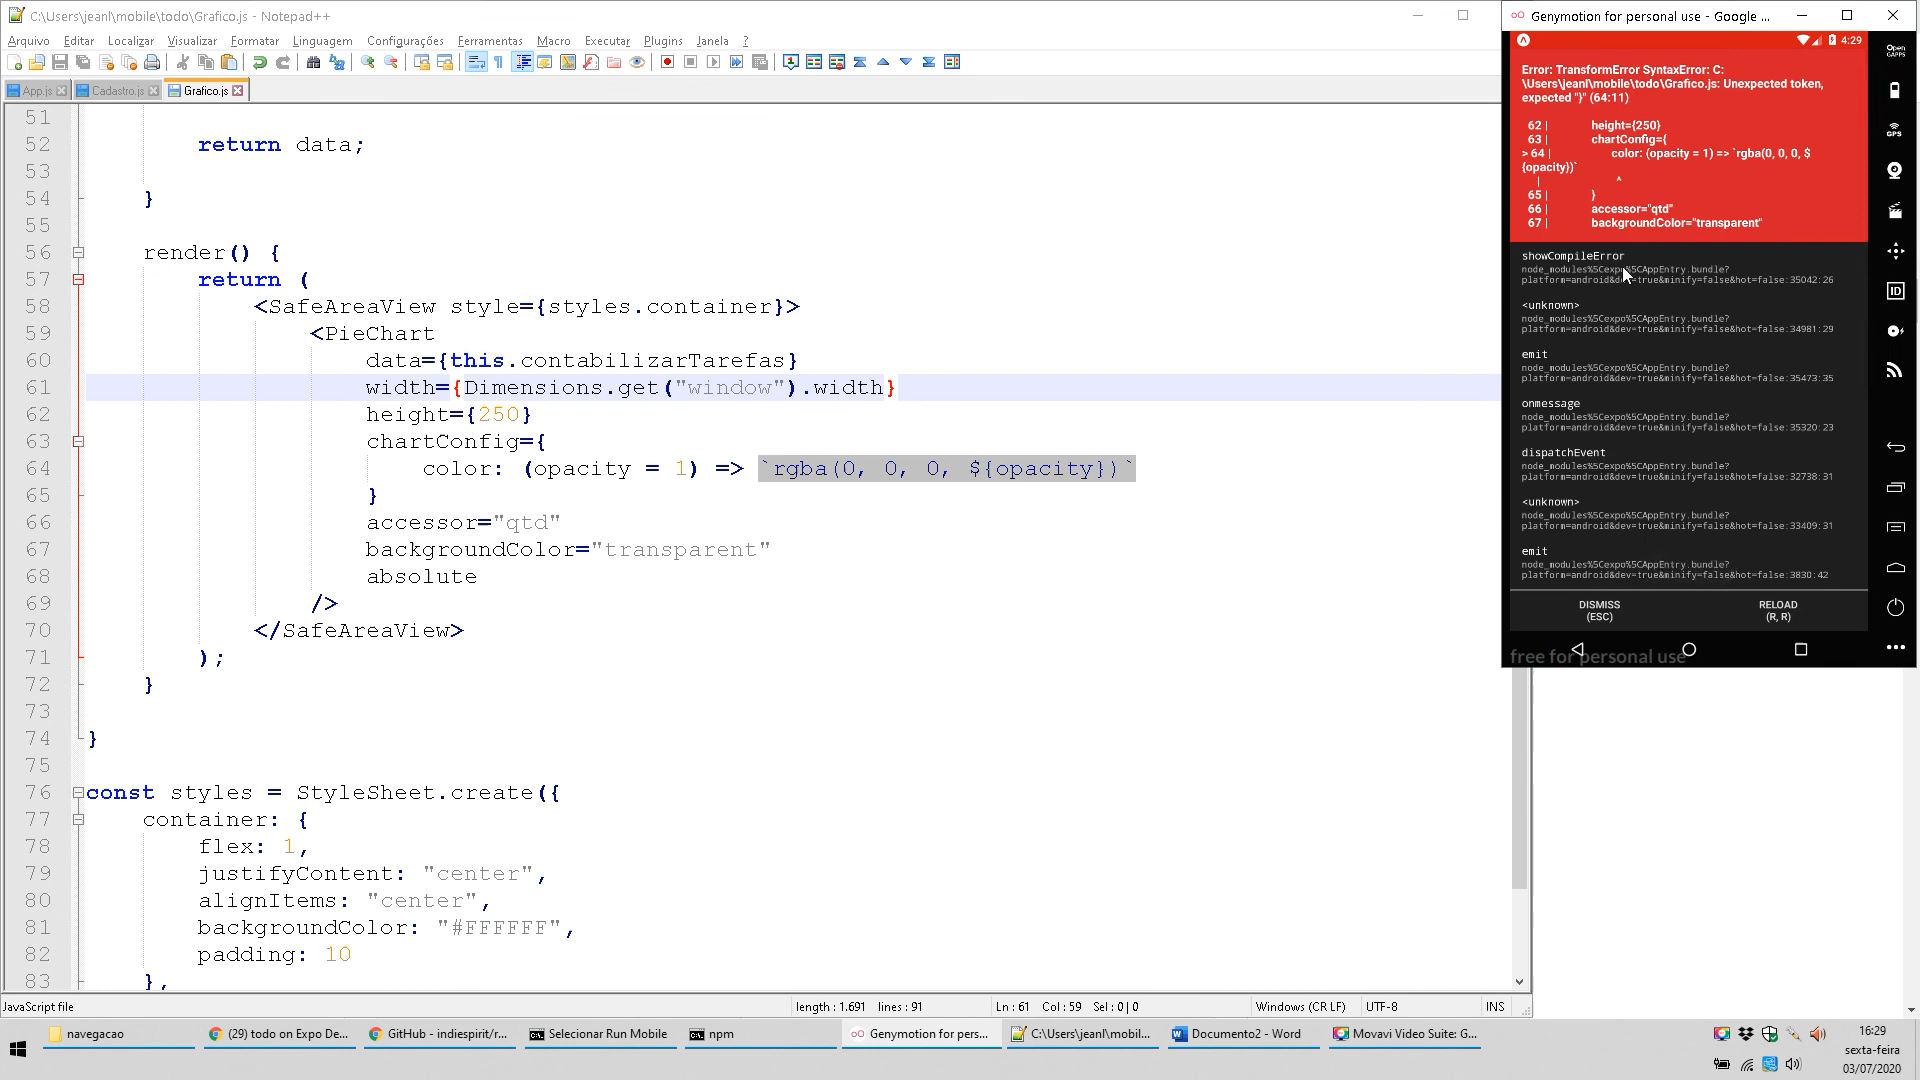 C:\Users\jeanl\mobile\todo\Grafico.js - Notepad++
Arquivo Editar Localizar Visualizar Formatar Linguagem Configurações Ferramentas Macro Executar Plugins Janela ?
App.js Cadastro.js Grafico.js
51
52 return data;
53
54 }
55
56 render() {
57 return (
58 <SafeAreaView style={styles.container}>
59 <PieChart
60 data={this.contabilizarTarefas}
61 width={Dimensions.get("window").width}
62 height={250}
63 chartConfig={
64 color: (opacity = 1) => `rgba(0, 0, 0, ${opacity})`
65 }
66 accessor="qtd"
67 backgroundColor="transparent"
68 absolute
69 />
70 </SafeAreaView>
71 );
72 }
73
74 }
75
76 const styles = StyleSheet.create({
77 container: {
78 flex: 1,
79 justifyContent: "center",
80 alignItems: "center",
81 backgroundColor: "#FFFFFF",
82 padding: 10
83 },
JavaScript file length : 1.691 lines : 91 Ln : 61 Col : 59 Sel : 0 | 0 Windows (CR LF) UTF-8 INS
Genymotion for personal use - Google ...
4:29
Error: TransformError SyntaxError: C:
\Users\jeanl\mobile\todo\Grafico.js: Unexpected token,
expected "}" (64:11)
62 | height={250}
63 | chartConfig={
> 64 | color: (opacity = 1) => `rgba(0, 0, 0, $
{opacity})`
| ^
65 | }
66 | accessor="qtd"
67 | backgroundColor="transparent"
showCompileError
node_modules%5Cexpo%5CAppEntry.bundle?
platform=android&dev=true&minify=false&hot=false:35042:26
<unknown>
node_modules%5Cexpo%5CAppEntry.bundle?
platform=android&dev=true&minify=false&hot=false:34981:29
emit
node_modules%5Cexpo%5CAppEntry.bundle?
platform=android&dev=true&minify=false&hot=false:35473:35
onmessage
node_modules%5Cexpo%5CAppEntry.bundle?
platform=android&dev=true&minify=false&hot=false:35320:23
dispatchEvent
node_modules%5Cexpo%5CAppEntry.bundle?
platform=android&dev=true&minify=false&hot=false:32738:31
<unknown>
node_modules%5Cexpo%5CAppEntry.bundle?
platform=android&dev=true&minify=false&hot=false:33409:31
emit
node_modules%5Cexpo%5CAppEntry.bundle?
platform=android&dev=true&minify=false&hot=false:3830:42
DISMISS
(ESC)
RELOAD
(R, R)
free for personal use
Open
GAPPS
GPS
ID
navegacao
(29) todo on Expo De...
GitHub - indiespirit/r...
Selecionar Run Mobile
npm
Genymotion for pers...
C:\Users\jeanl\mobil...
Documento2 - Word
Movavi Video Suite: G...
16:29
sexta-feira
03/07/2020